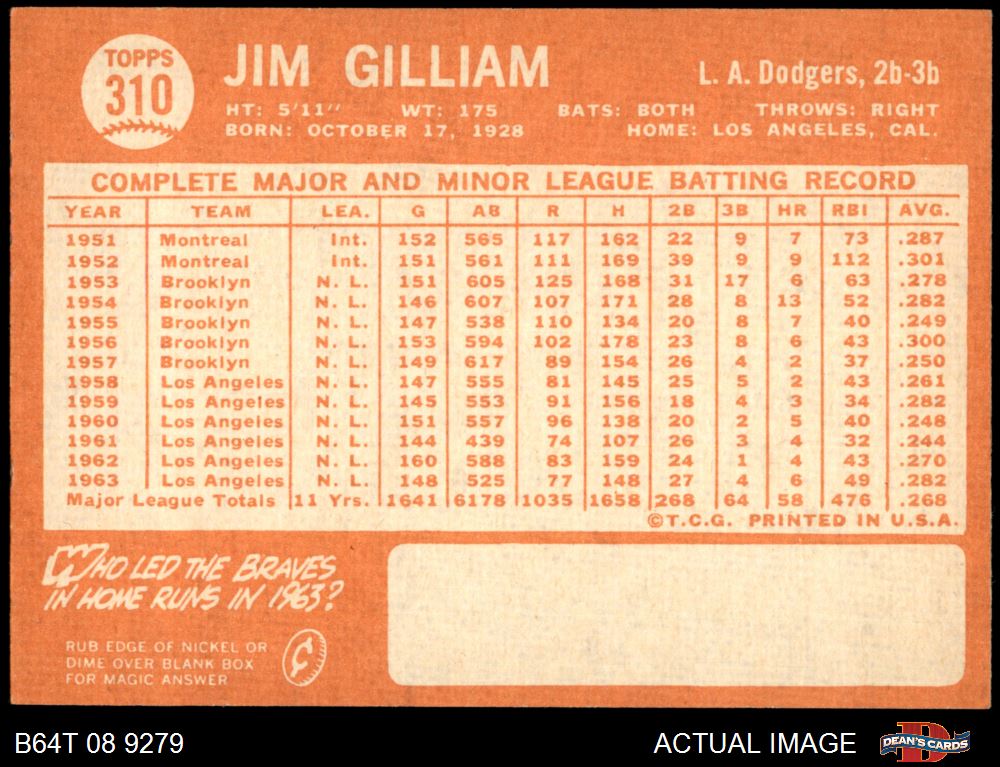 TOPPS
310
JIM GILLIAM
L. A. Dodgers, 2b-3b
HT: 5'11" WT: 175 BATS: BOTH THROWS: RIGHT
BORN: OCTOBER 17, 1928 HOME: LOS ANGELES, CAL.
COMPLETE MAJOR AND MINOR LEAGUE BATTING RECORD
YEAR TEAM LEA. G AB R H 2B 3B HR RBI AVG.
1951 Montreal Int. 152 565 117 162 22 9 7 73 .287
1952 Montreal Int. 151 561 111 169 39 9 9 112 .301
1953 Brooklyn N. L. 151 605 125 168 31 17 6 63 .278
1954 Brooklyn N. L. 146 607 107 171 28 8 13 52 .282
1955 Brooklyn N. L. 147 538 110 134 20 8 7 40 .249
1956 Brooklyn N. L. 153 594 102 178 23 8 6 43 .300
1957 Brooklyn N. L. 149 617 89 154 26 4 2 37 .250
1958 Los Angeles N. L. 147 555 81 145 25 5 2 43 .261
1959 Los Angeles N. L. 145 553 91 156 18 4 3 34 .282
1960 Los Angeles N. L. 151 557 96 138 20 2 5 40 .248
1961 Los Angeles N. L. 144 439 74 107 26 3 4 32 .244
1962 Los Angeles N. L. 160 588 83 159 24 1 4 43 .270
1963 Los Angeles N. L. 148 525 77 148 27 4 6 49 .282
Major League Totals 11 Yrs. 1641 6178 1035 1658 268 64 58 476 .268
©T.C.G. PRINTED IN U.S.A.
WHO LED THE BRAVES
IN HOME RUNS IN 1963?
RUB EDGE OF NICKEL OR
DIME OVER BLANK BOX
FOR MAGIC ANSWER
¢
B64T 08 9279
ACTUAL IMAGE
D
DEAN'S CARDS